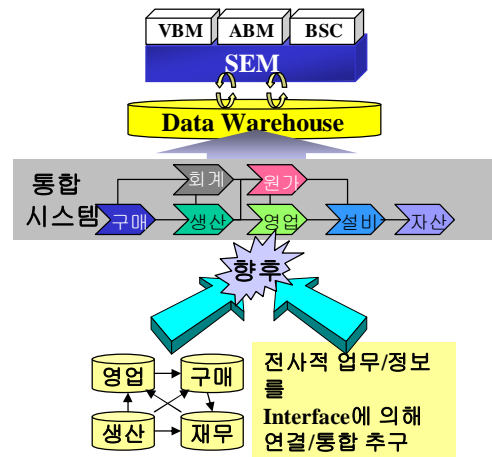 VBM ABM BSC
SEM
Data Warehouse
통합
시스템
회계 원가
구매 생산 영업 설비 자산
향후
영업 구매
생산 재무
전사적 업무/정보
를
Interface에 의해
연결/통합 추구